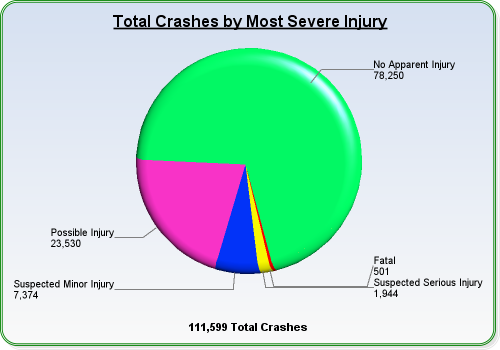 Total Crashes by Most Severe Injury
No Apparent Injury
78,250
Possible Injury
23,530
Suspected Minor Injury
7,374
Fatal
501
Suspected Serious Injury
1,944
111,599 Total Crashes